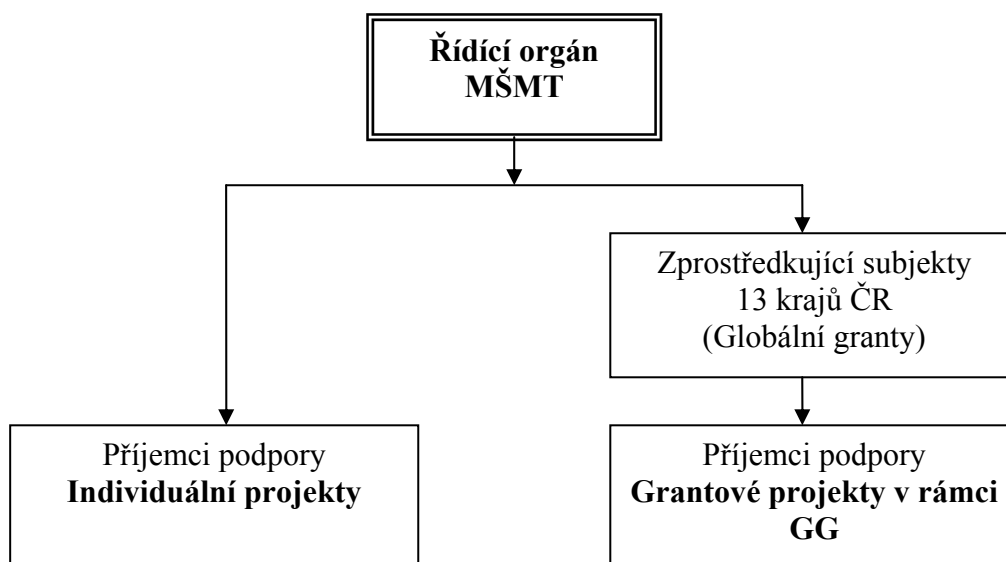 Řídící orgán
MŠMT
Zprostředkující subjekty
13 krajů ČR
(Globální granty)
Příjemci podpory
Individuální projekty
Příjemci podpory
Grantové projekty v rámci
GG